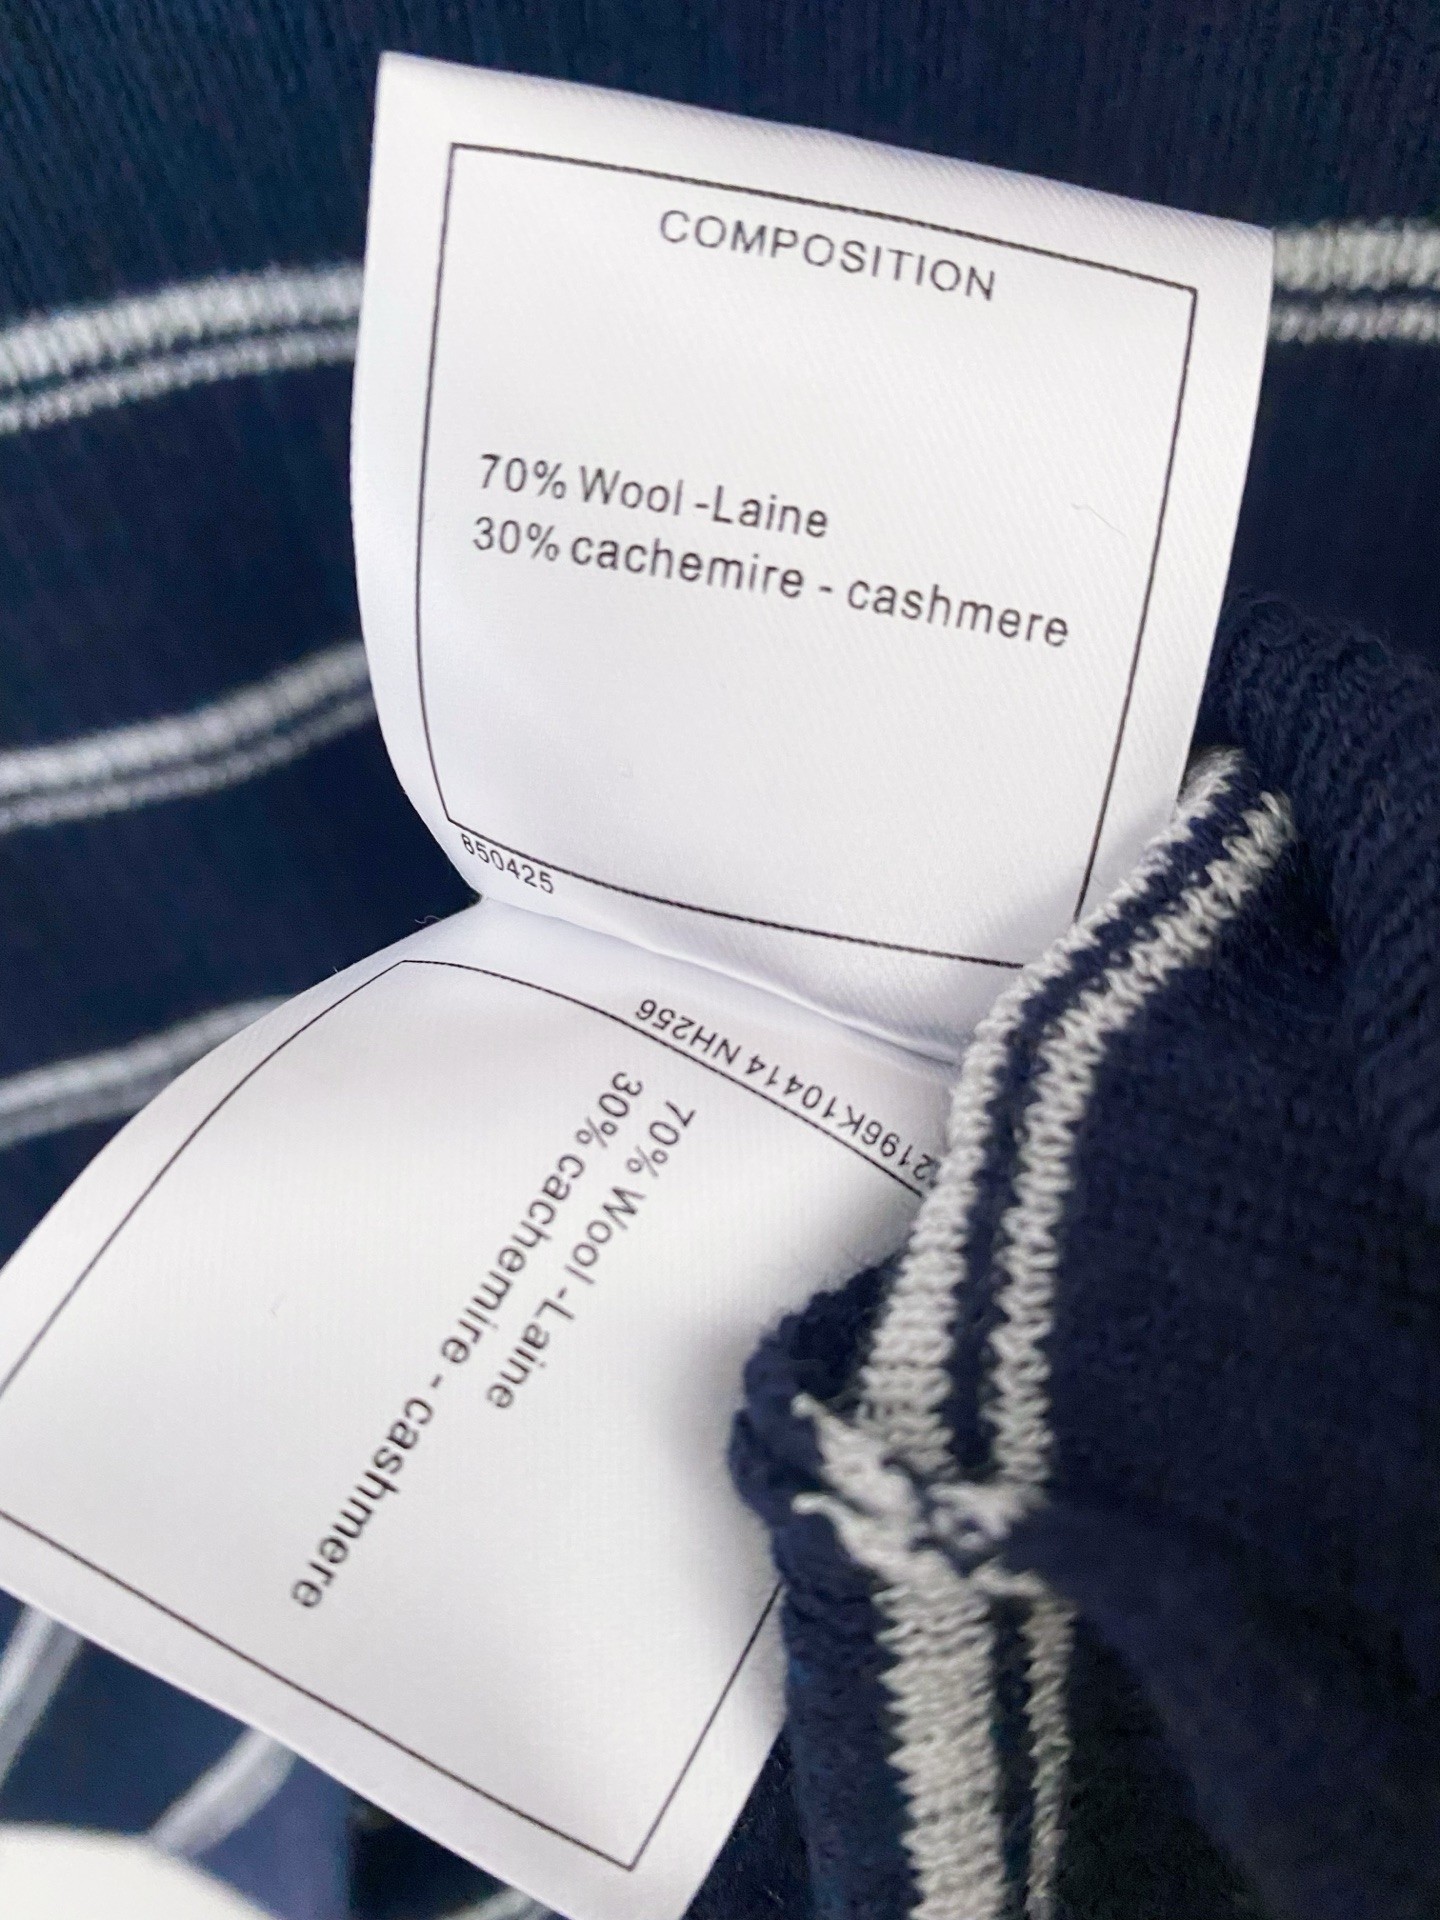 COMPOSITION
70% Wool -Laine
30% cachemire - cashmere
850425
2196K10414 NH256
70% Wool -Laine
30% cachemire - cashmere